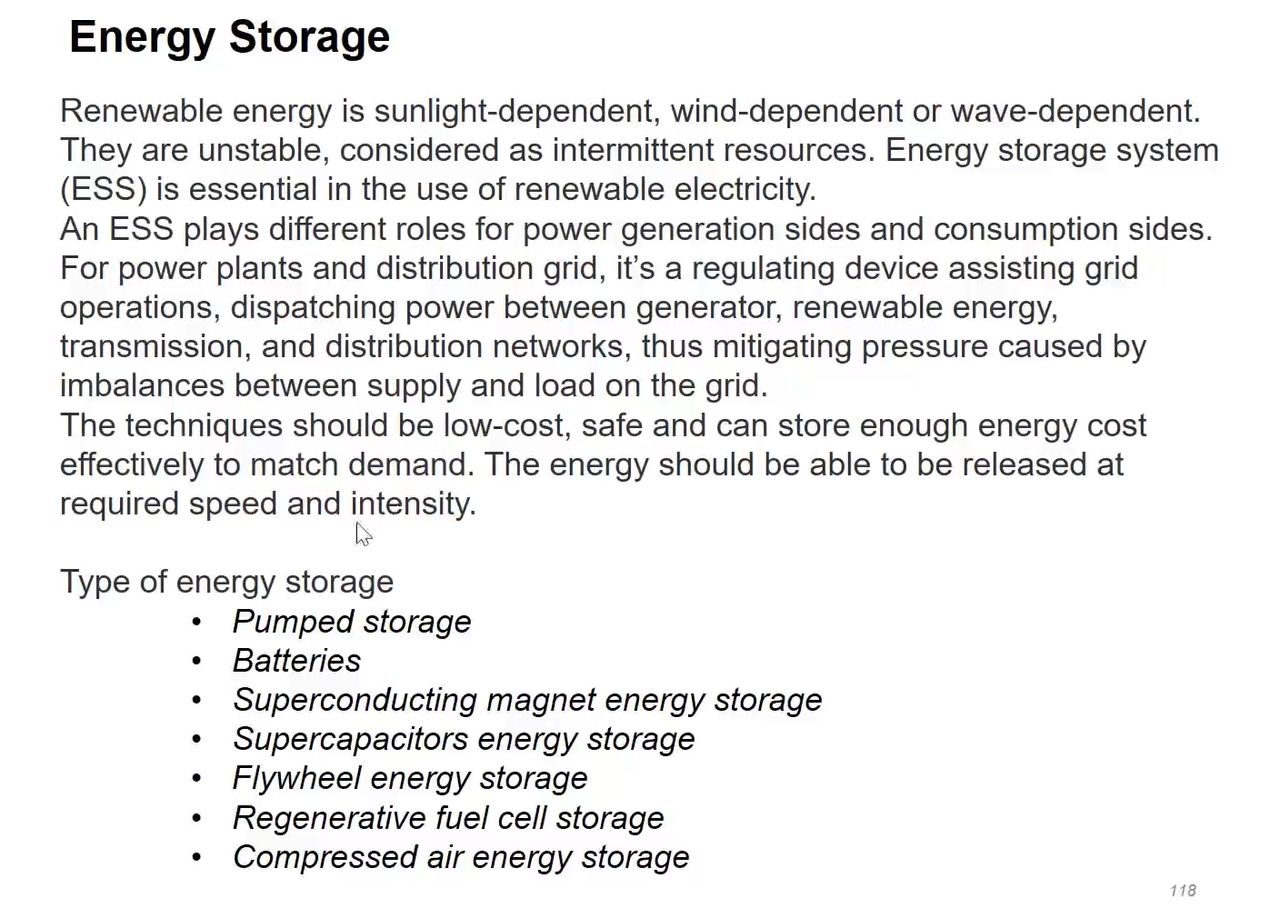 Energy Storage
Renewable energy is sunlight-dependent, wind-dependent or wave-dependent.
They are unstable, considered as intermittent resources. Energy storage system
(ESS) is essential in the use of renewable electricity.
An ESS plays different roles for power generation sides and consumption sides.
For power plants and distribution grid, it’s a regulating device assisting grid
operations, dispatching power between generator, renewable energy,
transmission, and distribution networks, thus mitigating pressure caused by
imbalances between supply and load on the grid.
The techniques should be low-cost, safe and can store enough energy cost
effectively to match demand. The energy should be able to be released at
required speed and intensity.
Type of energy storage
• Pumped storage
• Batteries
• Superconducting magnet energy storage
• Supercapacitors energy storage
• Flywheel energy storage
• Regenerative fuel cell storage
• Compressed air energy storage
118